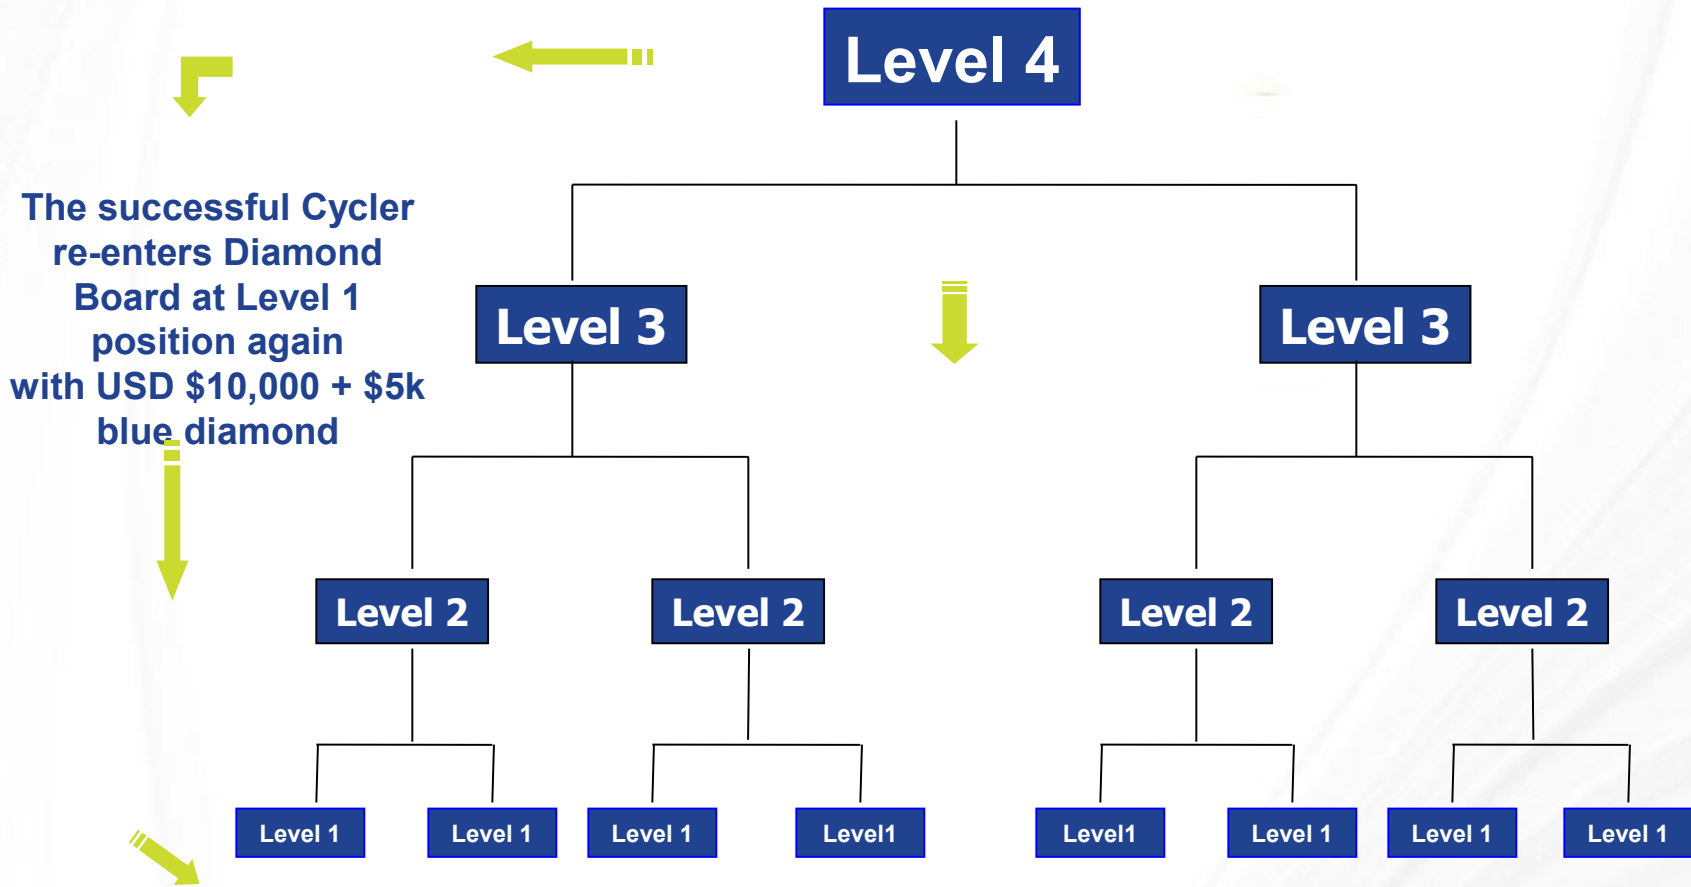 Level 4
The successful Cycler
re-enters Diamond
Board at Level 1
position again
with USD $10,000 + $5k
blue diamond
Level 3
Level 3
Level 2
Level 2
Level 2
Level 2
Level 1
Level 1
Level 1
Level1
Level1
Level 1
Level 1
Level 1